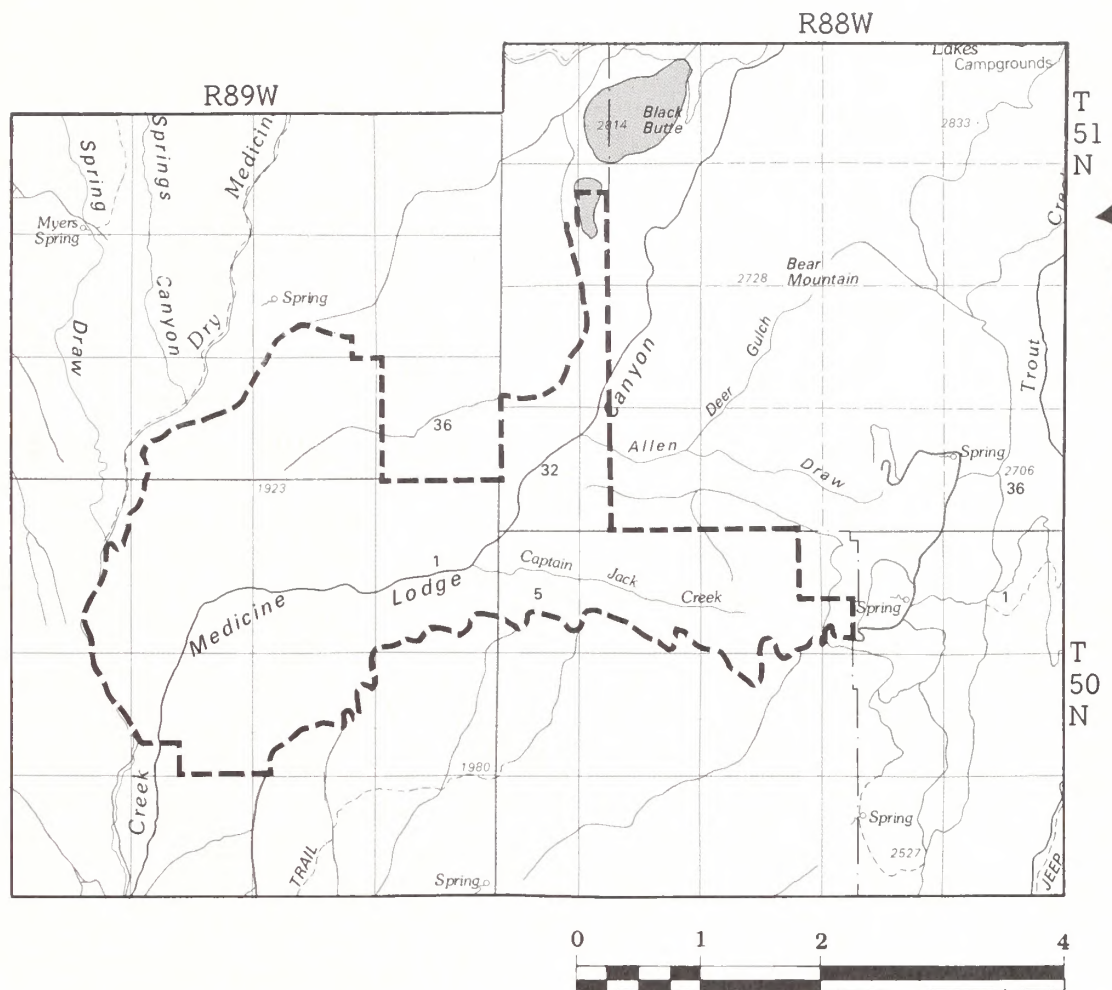 R88W
R89W
Lakes
Campgrounds
T
51
N
Black
Butte
2814
2833
Spring
Springs
Medicine
Myers
Spring
Canyon
Dry
Draw
Spring
Creek
Bear
Mountain
2728
Gulch
Deer
Canyon
Trout
36
Allen
Draw
Spring
2706
36
32
1923
1
Captain
Jack
Creek
Medicine
Lodge
5
Spring
1
T
50
N
Creek
1980
TRAIL
Spring
Spring
2527
JEEP
0 1 2 4